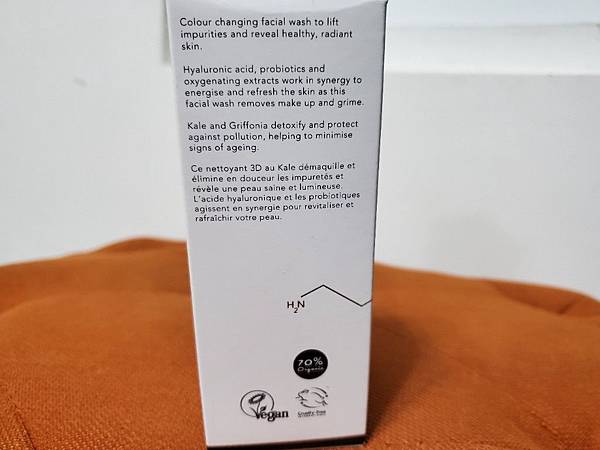 Colour changing facial wash to lift
impurities and reveal healthy, radiant
skin.
Hyaluronic acid, probiotics and
oxygenating extracts work in synergy to
energise and refresh the skin as this
facial wash removes make up and grime.
Kale and Griffonia detoxify and protect
against pollution, helping to minimise
signs of ageing.
Ce nettoyant 3D au Kale démaquille et
élimine en douceur les impuretés et
révèle une peau saine et lumineuse.
L'acide hyaluronique et les probiotiques
agissent en synergie pour revitaliser et
rafraîchir votre peau.
H2N
70%
Organic
Vegan
Cruelty free